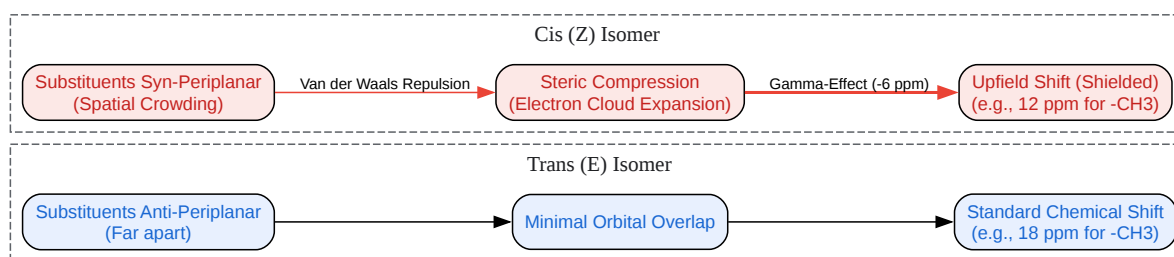 Cis (Z) Isomer
Substituents Syn-Periplanar
(Spatial Crowding)
Van der Waals Repulsion
Steric Compression
(Electron Cloud Expansion)
Gamma-Effect (-6 ppm)
Upfield Shift (Shielded)
(e.g., 12 ppm for -CH3)
Trans (E) Isomer
Substituents Anti-Periplanar
(Far apart)
Minimal Orbital Overlap
Standard Chemical Shift
(e.g., 18 ppm for -CH3)